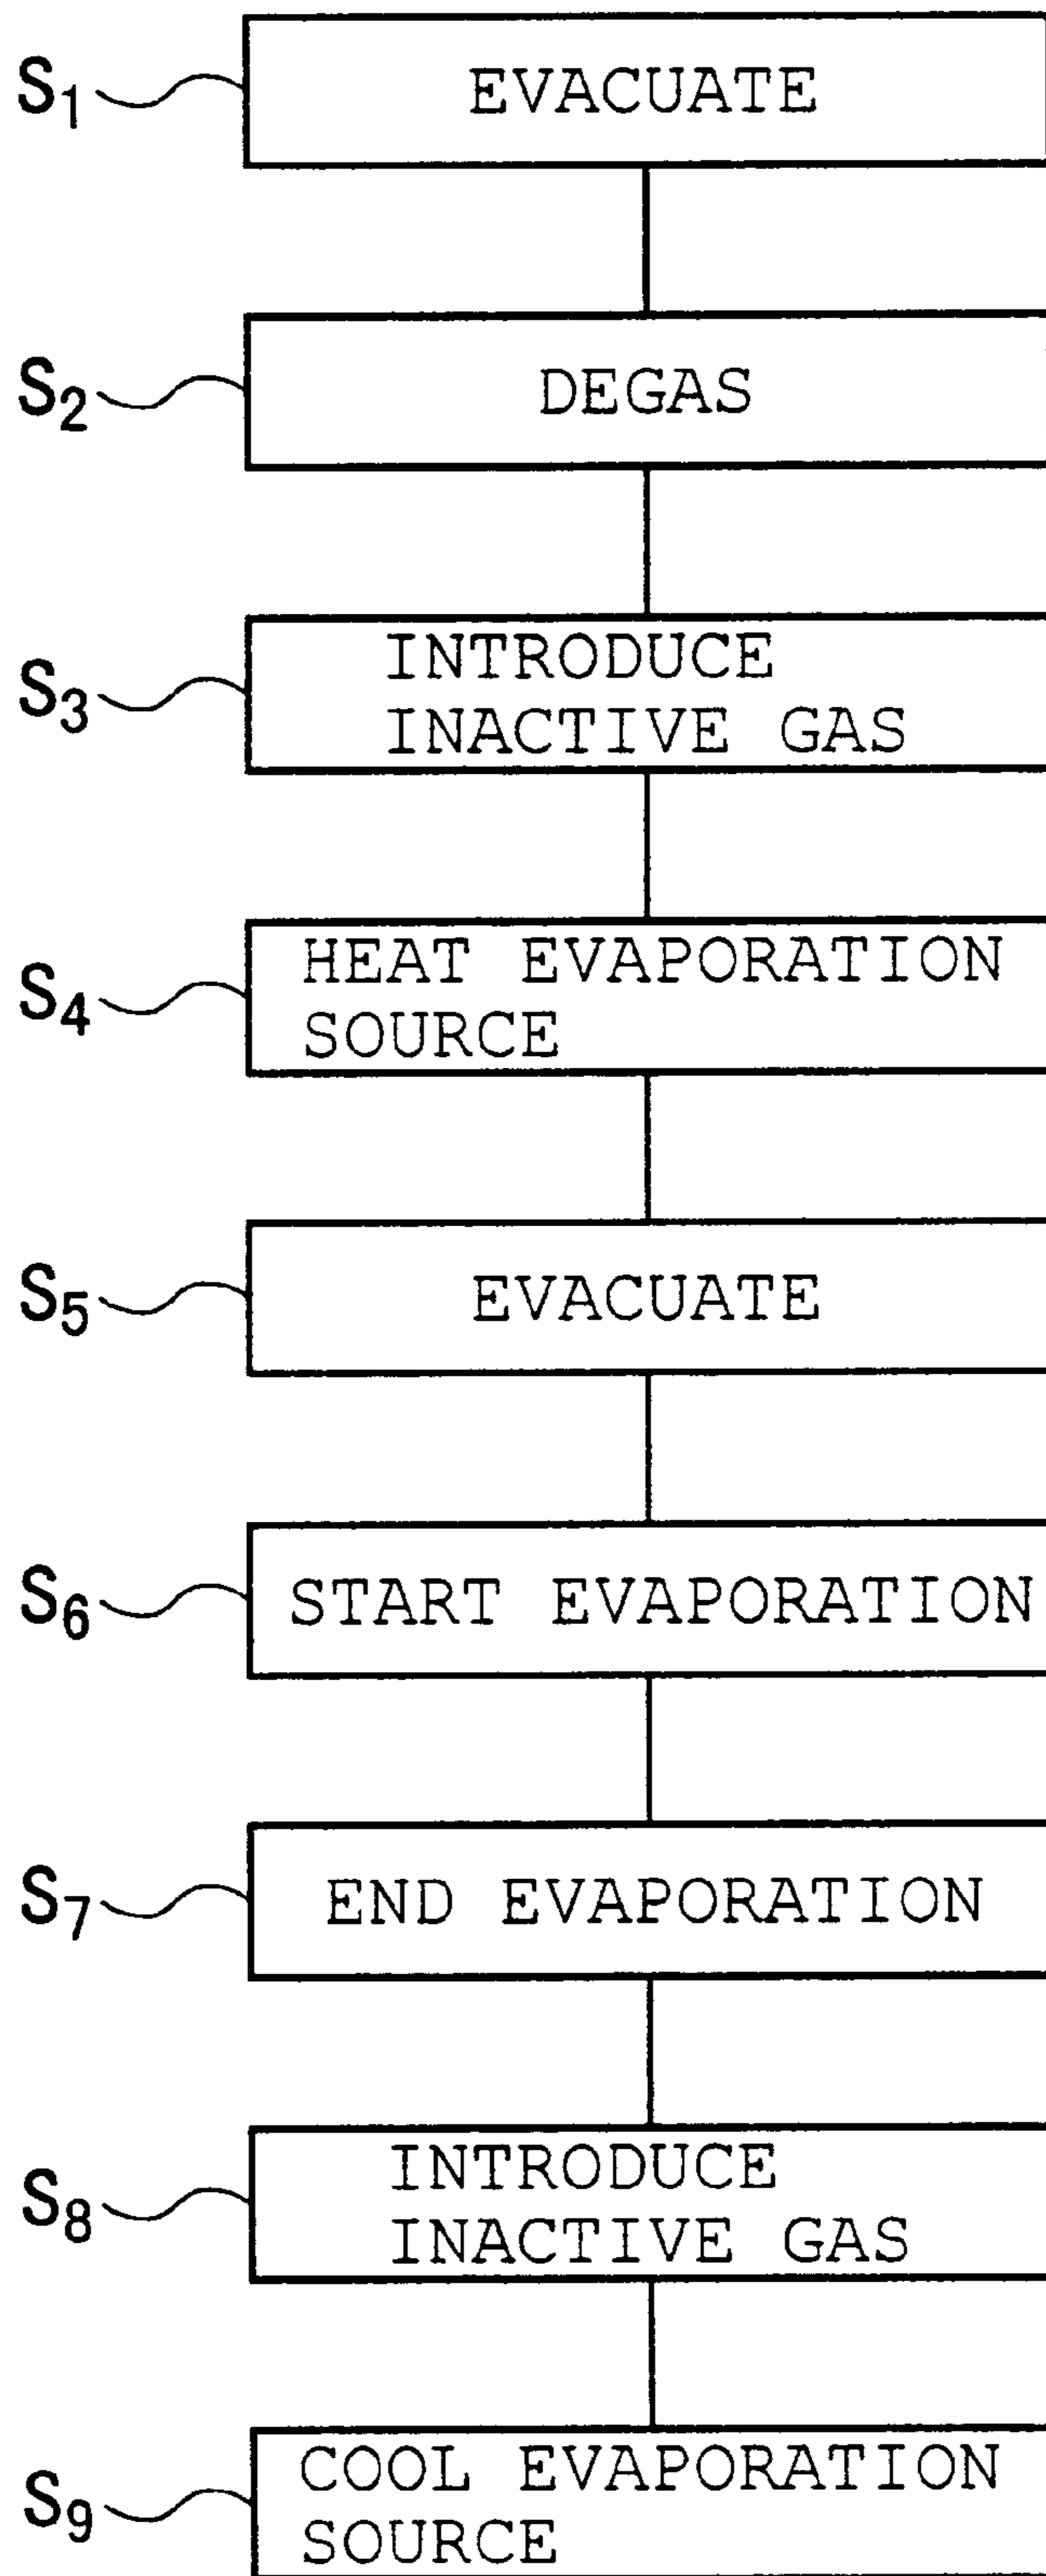 S1 EVACUATE
S2 DEGAS
S3 INTRODUCE
INACTIVE GAS
S4 HEAT EVAPORATION
SOURCE
S5 EVACUATE
S6 START EVAPORATION
S7 END EVAPORATION
S8 INTRODUCE
INACTIVE GAS
S9 COOL EVAPORATION
SOURCE